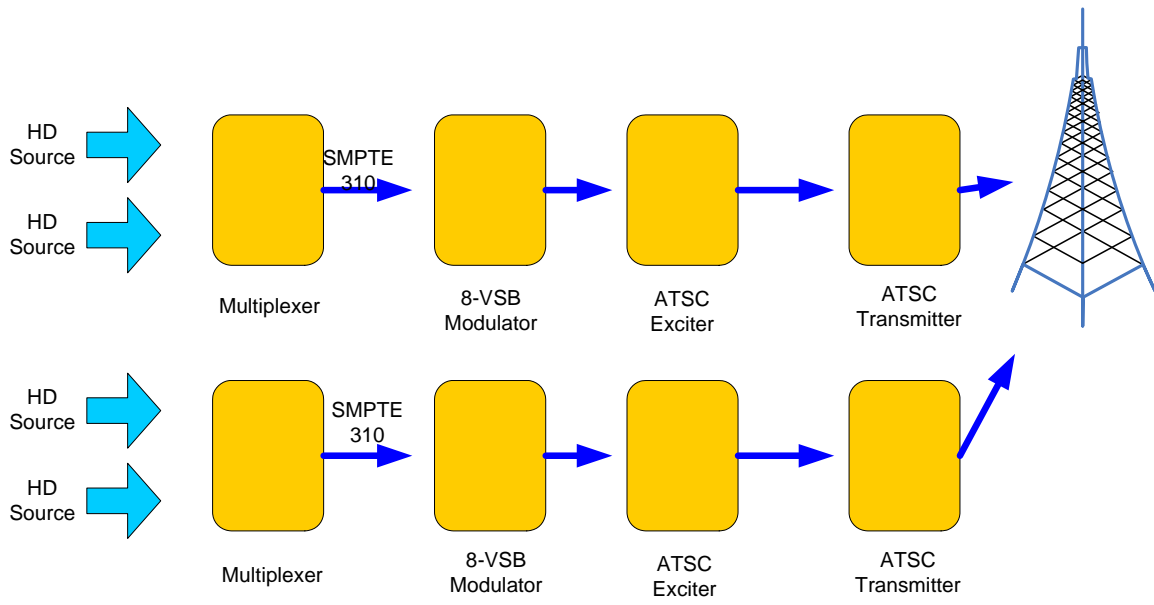 HD
Source
HD
Source
SMPTE
310
Multiplexer
8-VSB
Modulator
ATSC
Exciter
ATSC
Transmitter
HD
Source
HD
Source
SMPTE
310
Multiplexer
8-VSB
Modulator
ATSC
Exciter
ATSC
Transmitter